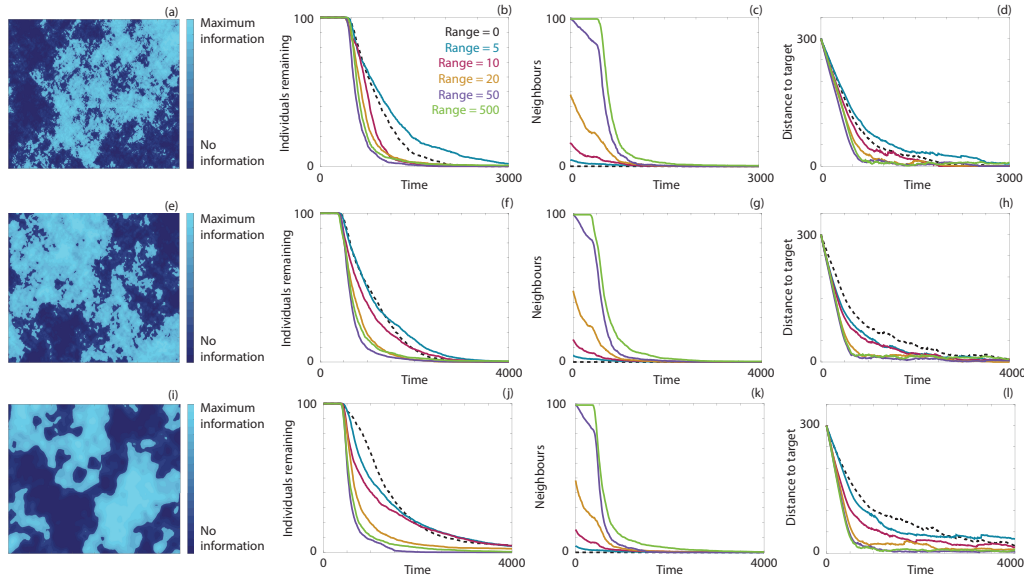 (a)
Maximum
information
No
information
(b)
Individuals remaining
100
0
0
3000
Time
Range = 0
Range = 5
Range = 10
Range = 20
Range = 50
Range = 500
(c)
Neighbours
100
0
0
3000
Time
(d)
Distance to target
300
0
0
3000
Time
(e)
Maximum
information
No
information
(f)
Individuals remaining
100
0
0
4000
Time
(g)
Neighbours
100
0
0
4000
Time
(h)
Distance to target
300
0
0
4000
Time
(i)
Maximum
information
No
information
(j)
Individuals remaining
100
0
0
4000
Time
(k)
Neighbours
100
0
0
4000
Time
(l)
Distance to target
300
0
0
4000
Time